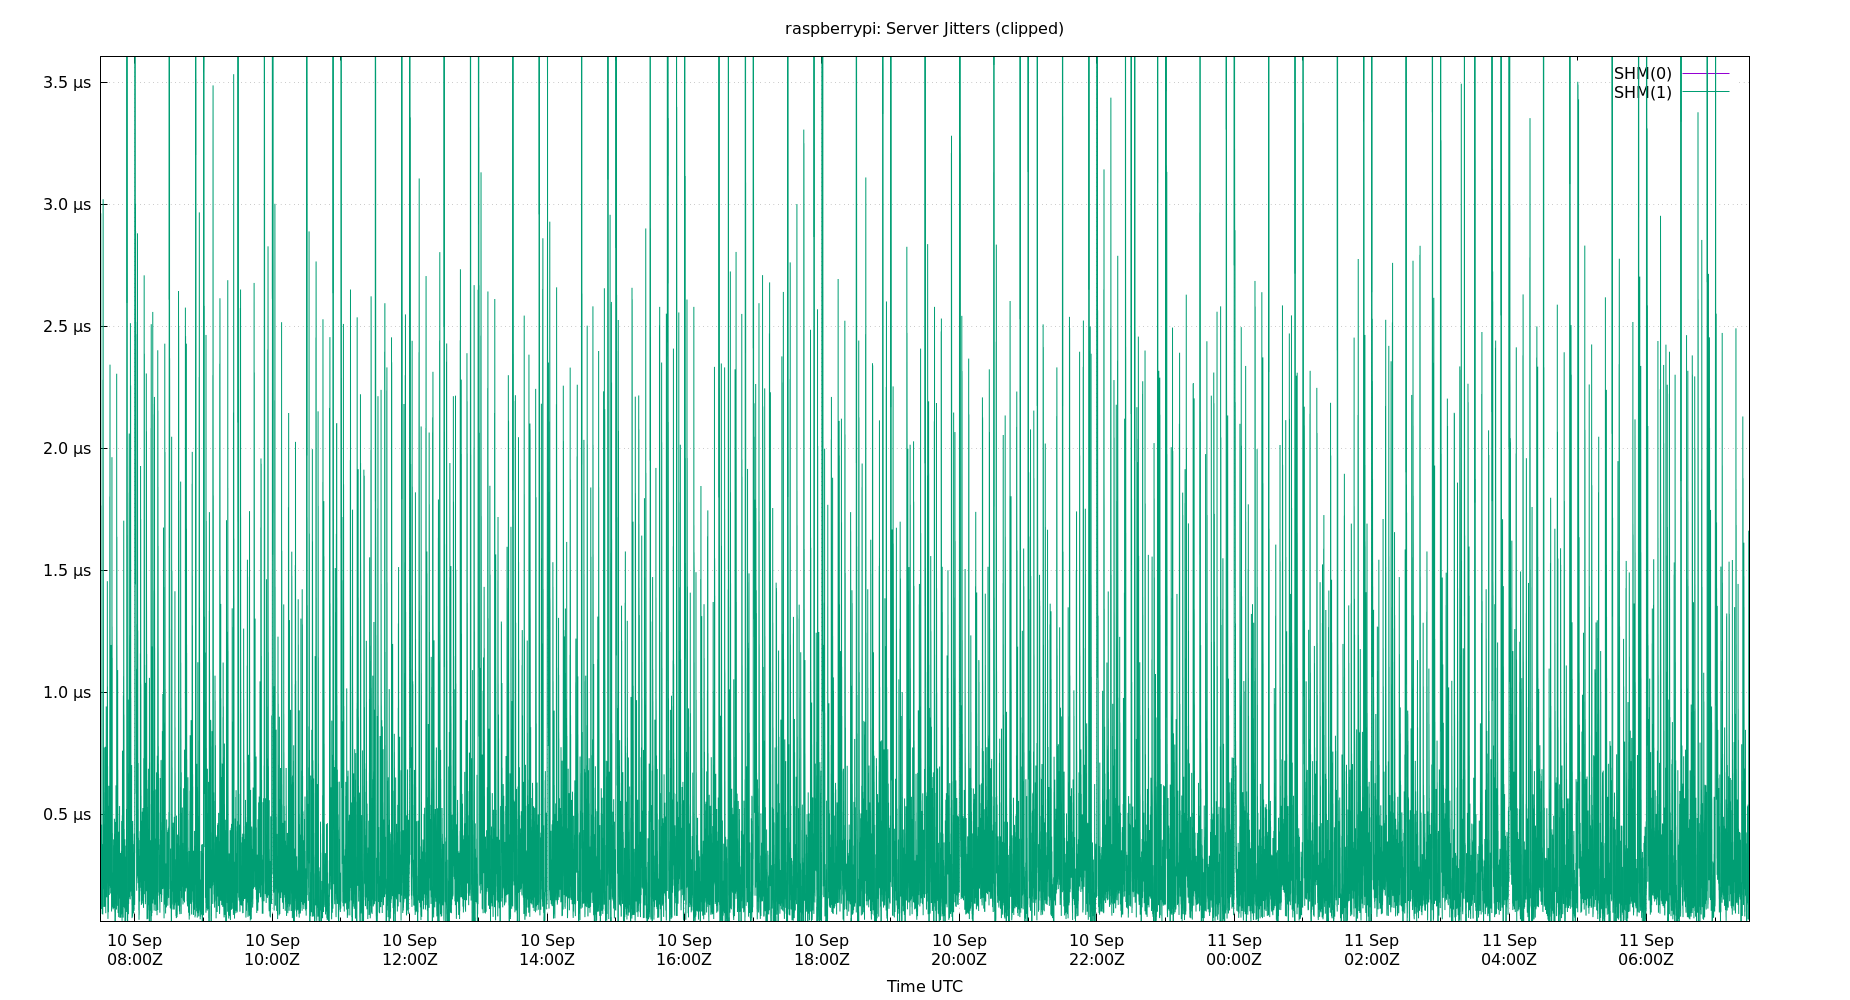 raspberrypi: Server Jitters (clipped)
SHM(0)
SHM(1)
3.5 μs
3.0 μs
2.5 μs
2.0 μs
1.5 μs
1.0 μs
0.5 μs
10 Sep 10 Sep 10 Sep 10 Sep 10 Sep 10 Sep 10 Sep 10 Sep 11 Sep 11 Sep 11 Sep 11 Sep
08:00Z 10:00Z 12:00Z 14:00Z 16:00Z 18:00Z 20:00Z 22:00Z 00:00Z 02:00Z 04:00Z 06:00Z
Time UTC